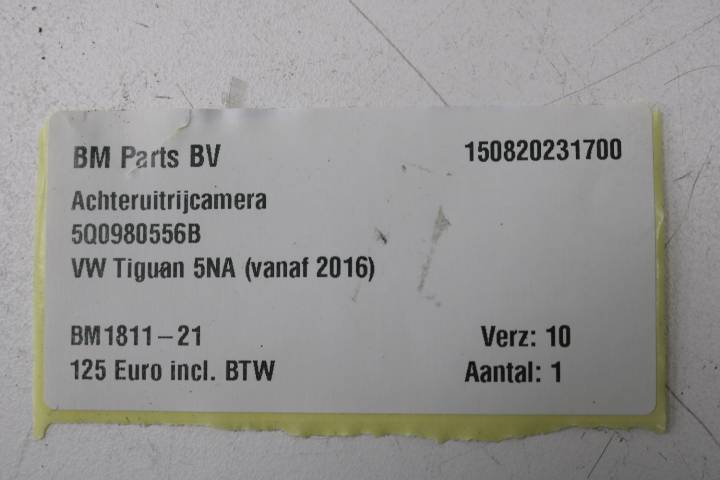 BM Parts BV 150820231700
Achteruitrijcamera
5Q0980556B
VW Tiguan 5NA (vanaf 2016)
BM1811-21 Verz: 10
125 Euro incl. BTW Aantal: 1